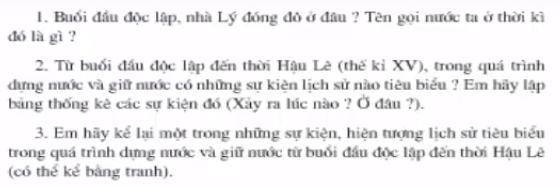 1. Buổi đầu độc lập, nhà Lý đóng đô ở đâu ? Tên gọi nước ta ở thời kì
đó là gì ?
2. Từ buổi đầu độc lập đến thời Hậu Lê (thế kỉ XV), trong quá trình
dựng nước và giữ nước có những sự kiện lịch sử nào tiêu biểu ? Em hãy lập
bảng thống kê các sự kiện đó (Xảy ra lúc nào ? Ở đâu ?).
3. Em hãy kể lại một trong những sự kiện, hiện tượng lịch sử tiêu biểu
trong quá trình dựng nước và giữ nước từ buổi đầu độc lập đến thời Hậu Lê
(có thể kể bằng tranh).